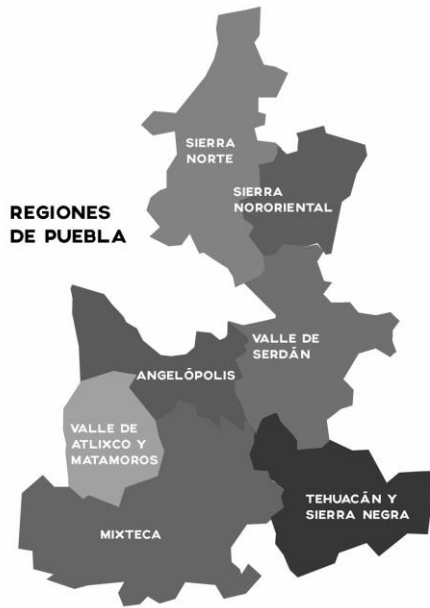 SIERRA
NORTE
SIERRA
NORORIENTAL
REGIONES
DE PUEBLA
VALLE DE
SERDÁN
ANGELÓPOLIS
VALLE DE
ATLIXCO Y
MATAMOROS
TEHUACÁN Y
SIERRA NEGRA
MIXTECA